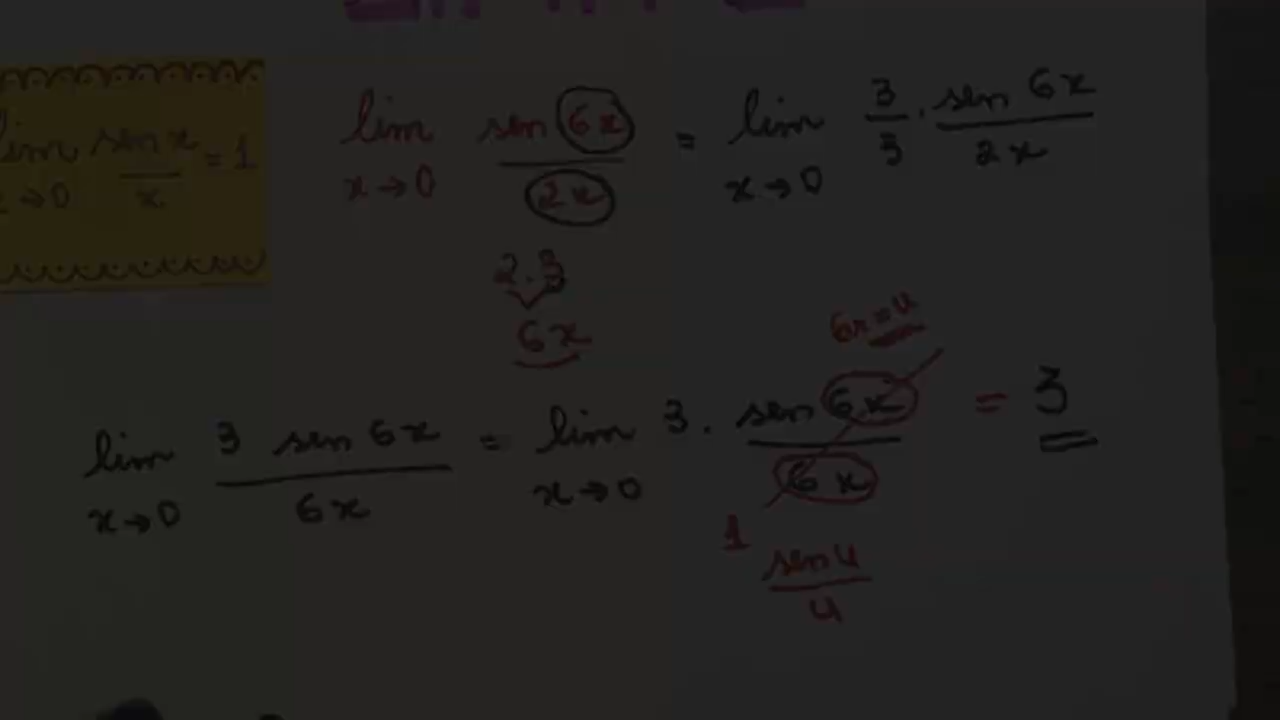 lim sen x / x = 1
x→0
lim sen 6x / 2x = lim 3/3 . sen 6x / 2x
x→0 x→0
2.3
6x
6x=u
lim 3 sen 6x / 6x = lim 3. sen 6x / 6x = 3
x→0 x→0
1
sen u / u